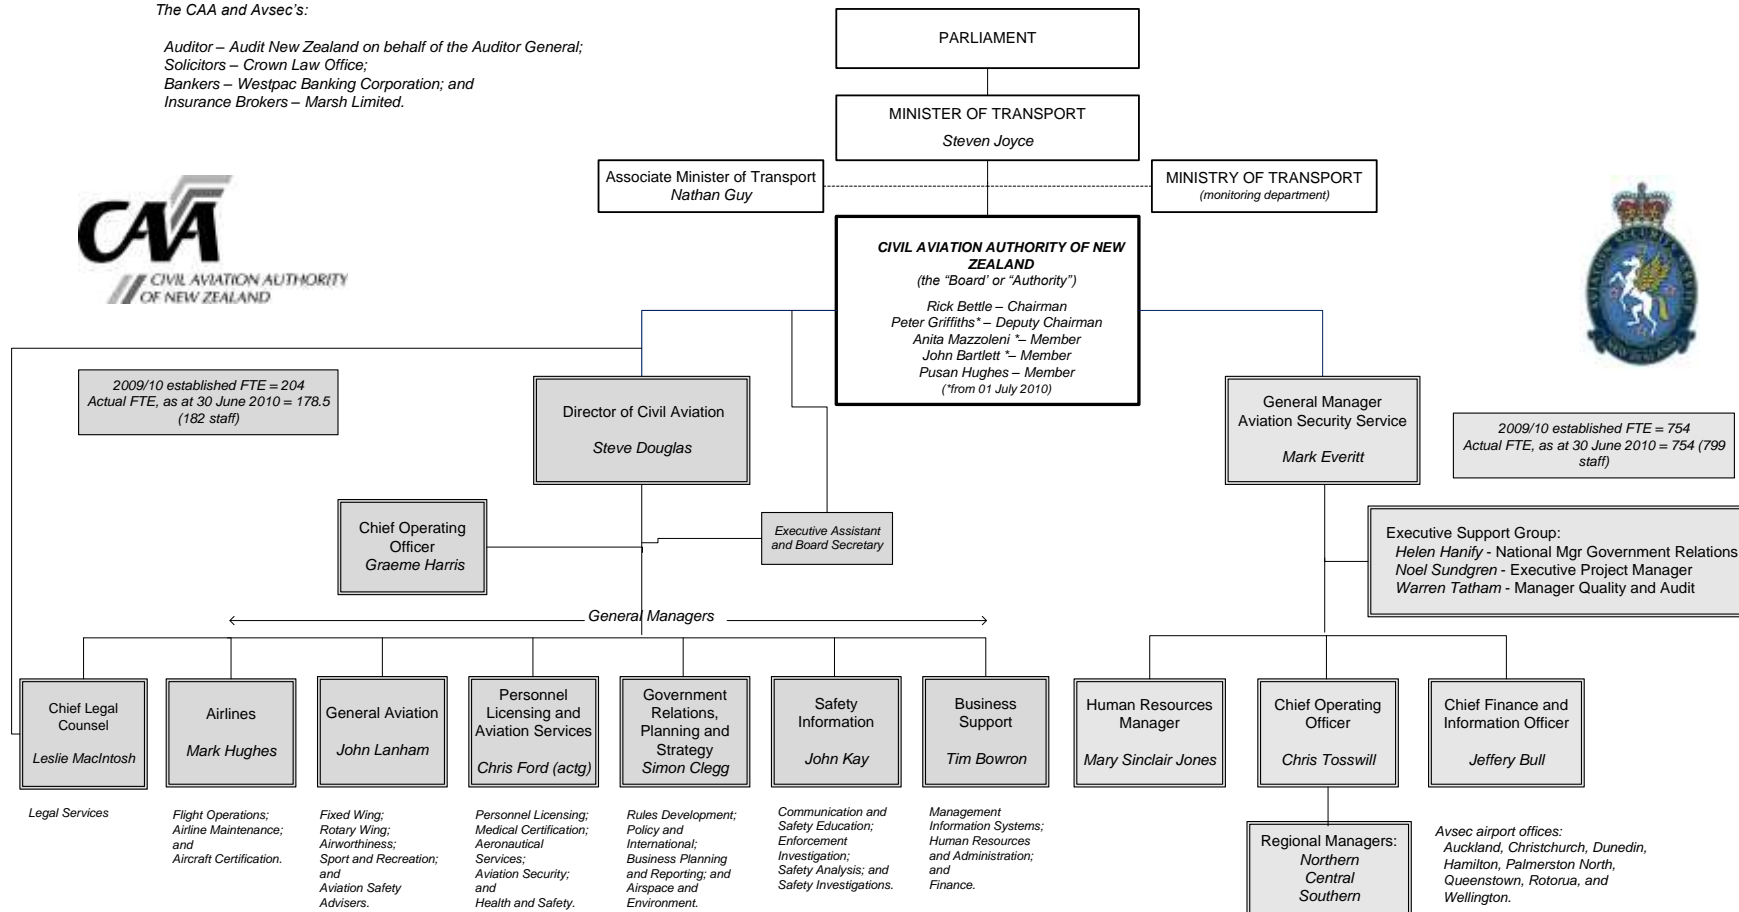 The CAA and Avsec's:
Auditor – Audit New Zealand on behalf of the Auditor General;
Solicitors – Crown Law Office;
Bankers – Westpac Banking Corporation; and
Insurance Brokers – Marsh Limited.
PARLIAMENT
MINISTER OF TRANSPORT
Steven Joyce
Associate Minister of Transport
Nathan Guy
MINISTRY OF TRANSPORT
(monitoring department)
CAA
CIVIL AVIATION AUTHORITY
OF NEW ZEALAND
CIVIL AVIATION AUTHORITY OF NEW
ZEALAND
(the "Board' or "Authority")
Rick Bettle – Chairman
Peter Griffiths* – Deputy Chairman
Anita Mazzoleni *– Member
John Bartlett *– Member
Pusan Hughes – Member
(*from 01 July 2010)
AVIATION SECURITY SERVICE
NEW ZEALAND
2009/10 established FTE = 204
Actual FTE, as at 30 June 2010 = 178.5
(182 staff)
Director of Civil Aviation
Steve Douglas
General Manager
Aviation Security Service
Mark Everitt
2009/10 established FTE = 754
Actual FTE, as at 30 June 2010 = 754 (799
staff)
Chief Operating
Officer
Graeme Harris
Executive Assistant
and Board Secretary
Executive Support Group:
Helen Hanify - National Mgr Government Relations
Noel Sundgren - Executive Project Manager
Warren Tatham - Manager Quality and Audit
General Managers
Chief Legal
Counsel
Leslie MacIntosh
Airlines
Mark Hughes
General Aviation
John Lanham
Personnel
Licensing and
Aviation Services
Chris Ford (actg)
Government
Relations,
Planning and
Strategy
Simon Clegg
Safety
Information
John Kay
Business
Support
Tim Bowron
Human Resources
Manager
Mary Sinclair Jones
Chief Operating
Officer
Chris Tosswill
Chief Finance and
Information Officer
Jeffery Bull
Legal Services
Flight Operations;
Airline Maintenance;
and
Aircraft Certification.
Fixed Wing;
Rotary Wing;
Airworthiness;
Sport and Recreation;
and
Aviation Safety
Advisers.
Personnel Licensing;
Medical Certification;
Aeronautical
Services;
Aviation Security;
and
Health and Safety.
Rules Development;
Policy and
International;
Business Planning
and Reporting; and
Airspace and
Environment.
Communication and
Safety Education;
Enforcement
Investigation;
Safety Analysis; and
Safety Investigations.
Management
Information Systems;
Human Resources
and Administration;
and
Finance.
Regional Managers:
Northern
Central
Southern
Avsec airport offices:
Auckland, Christchurch, Dunedin,
Hamilton, Palmerston North,
Queenstown, Rotorua, and
Wellington.